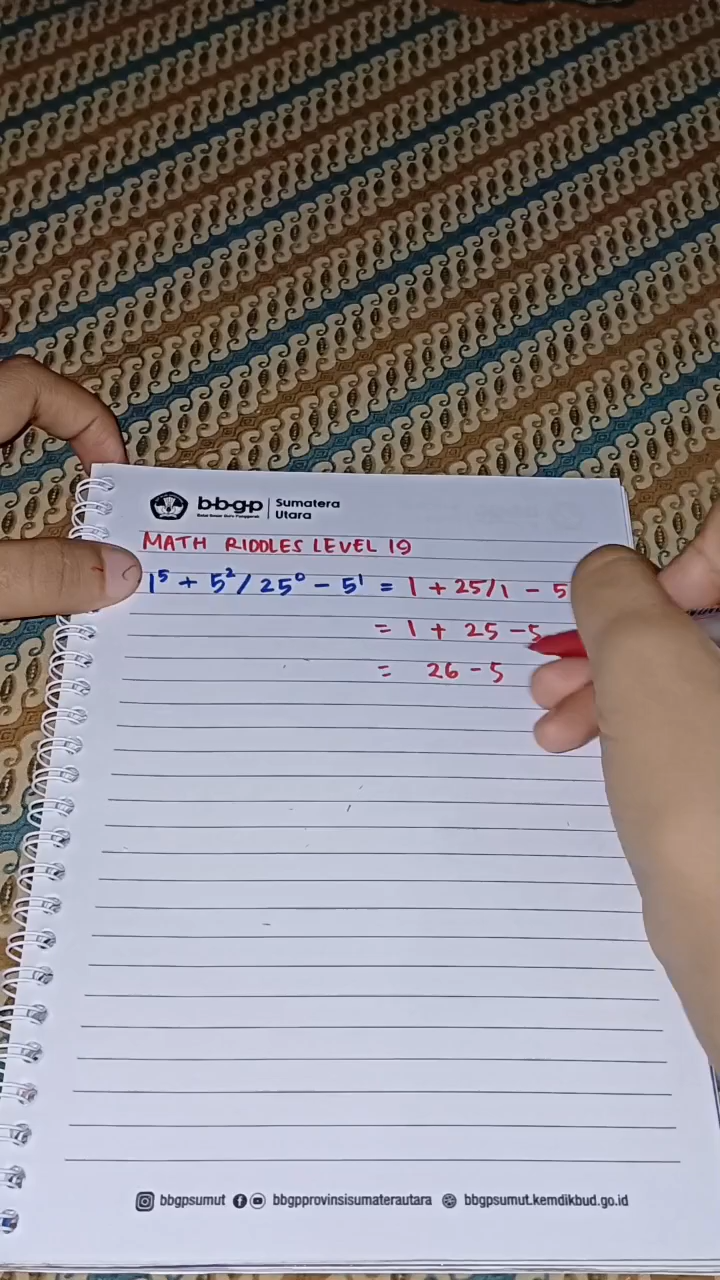 bbgp Sumatera
Utara
MATH RIDDLES LEVEL 19
1⁵ + 5² / 25⁰ - 5¹ = 1 + 25/1 - 5
= 1 + 25 - 5
= 26 - 5
bbgpsumut bbgpprovinsisumaterautara bbgpsumut.kemdikbud.go.id